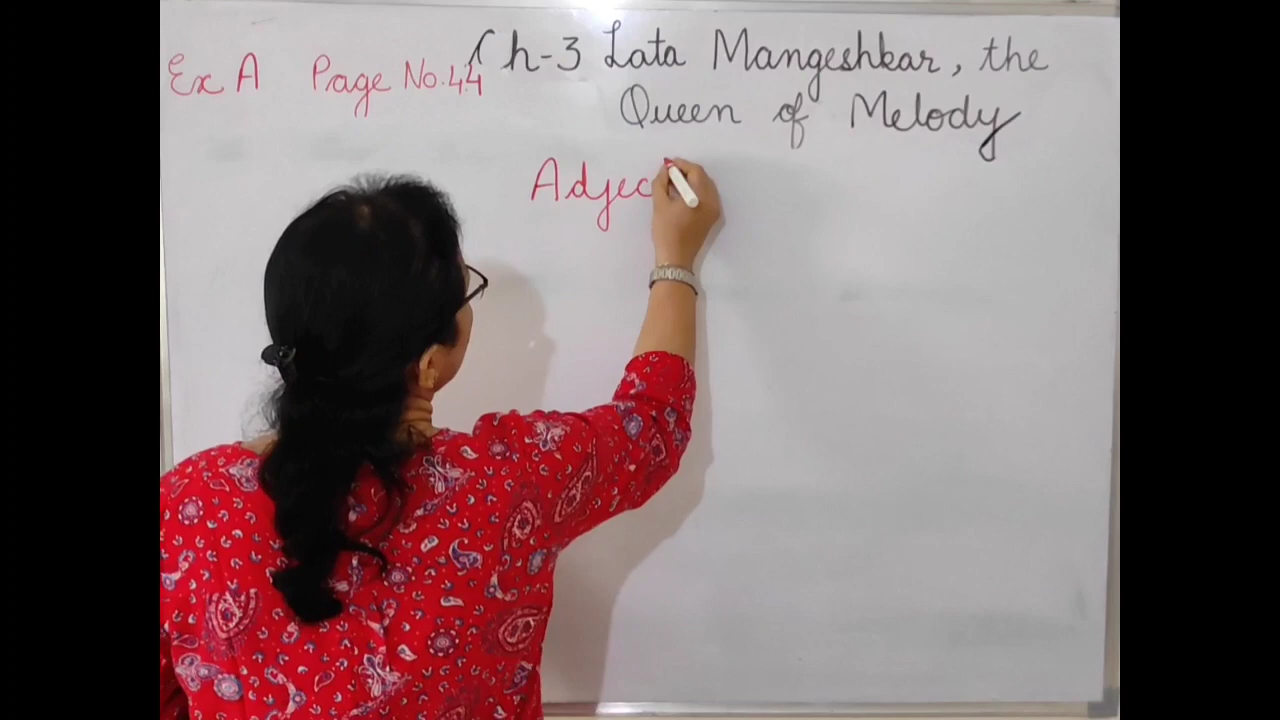 Ex A Page No.44
Ch-3 Lata Mangeshkar, the
Queen of Melody
Adjec